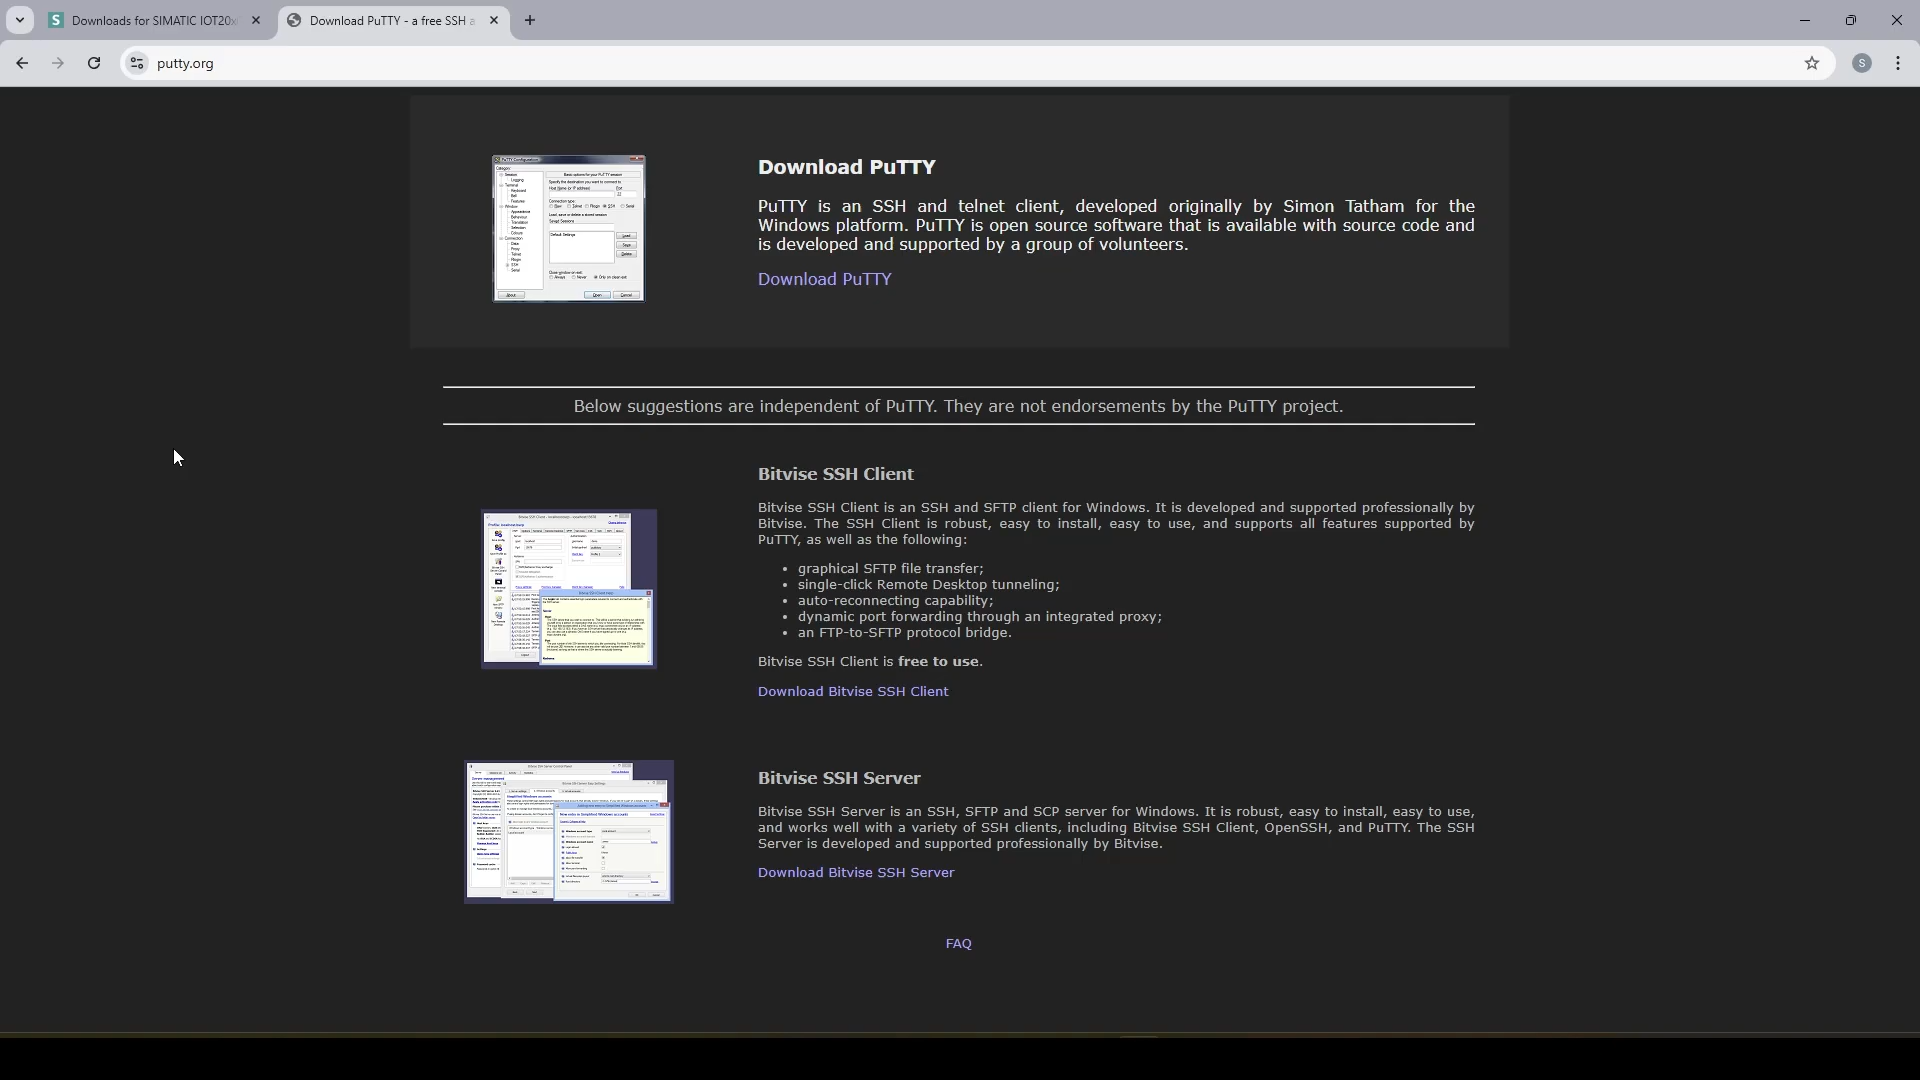 Downloads for SIMATIC IOT20x
Download PuTTY - a free SSH a
putty.org
S
Download PuTTY
PuTTY is an SSH and telnet client, developed originally by Simon Tatham for the
Windows platform. PuTTY is open source software that is available with source code and
is developed and supported by a group of volunteers.
Download PuTTY
Below suggestions are independent of PuTTY. They are not endorsements by the PuTTY project.
Bitvise SSH Client
Bitvise SSH Client is an SSH and SFTP client for Windows. It is developed and supported professionally by
Bitvise. The SSH Client is robust, easy to install, easy to use, and supports all features supported by
PuTTY, as well as the following:
• graphical SFTP file transfer;
• single-click Remote Desktop tunneling;
• auto-reconnecting capability;
• dynamic port forwarding through an integrated proxy;
• an FTP-to-SFTP protocol bridge.
Bitvise SSH Client is free to use.
Download Bitvise SSH Client
Bitvise SSH Server
Bitvise SSH Server is an SSH, SFTP and SCP server for Windows. It is robust, easy to install, easy to use,
and works well with a variety of SSH clients, including Bitvise SSH Client, OpenSSH, and PuTTY. The SSH
Server is developed and supported professionally by Bitvise.
Download Bitvise SSH Server
FAQ